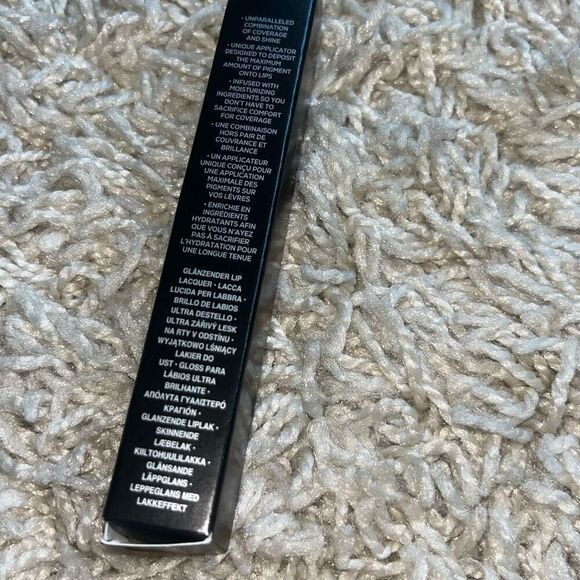 • UNPARALLELED
COMBINATION
OF COVERAGE
AND SHINE
• UNIQUE APPLICATOR
DESIGNED TO DEPOSIT
THE MAXIMUM
AMOUNT OF PIGMENT
ONTO LIPS
• INFUSED WITH
MOISTURIZING
INGREDIENTS SO YOU
DON'T HAVE TO
SACRIFICE COMFORT
FOR COVERAGE
• UNE COMBINAISON
HORS PAIR DE
COUVRANCE ET
BRILLANCE
• UN APPLICATEUR
UNIQUE CONÇU POUR
UNE APPLICATION
MAXIMALE DES
PIGMENTS SUR
VOS LÈVRES
• ENRICHIE EN
INGRÉDIENTS
HYDRATANTS AFIN
QUE VOUS N'AYEZ
PAS À SACRIFIER
L'HYDRATATION POUR
UNE LONGUE TENUE
GLÄNZENDER LIP
LACQUER • LACCA
LUCIDA PER LABBRA •
BRILLO DE LABIOS
ULTRA DESTELLO •
ULTRA ZÁŘIVÝ LESK
NA RTY V ODSTÍNU •
WYJĄTKOWO LŚNIĄCY
LAKIER DO
UST • GLOSS PARA
LÁBIOS ULTRA
BRILHANTE •
ΑΠΌΛΥΤΑ ΓΥΑΛΙΣΤΕΡΌ
ΚΡΑΓΙΌΝ •
GLANZENDE LIPLAK •
SKINNENDE
LÆBELAK •
KIILTOHUULILAKKA •
GLÄNSANDE
LÄPPGLANS •
LEPPEGLANS MED
LAKKEFFEKT